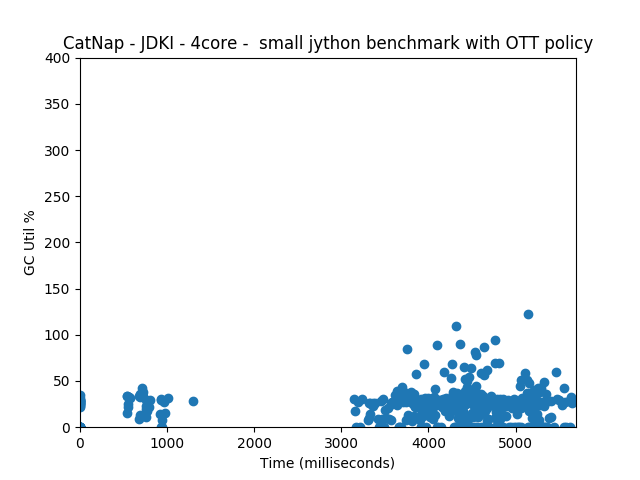 CatNap - JDKI - 4core -  small jython benchmark with OTT policy
400
350
300
250
200
150
100
50
0
GC Util %
0 1000 2000 3000 4000 5000
Time (milliseconds)